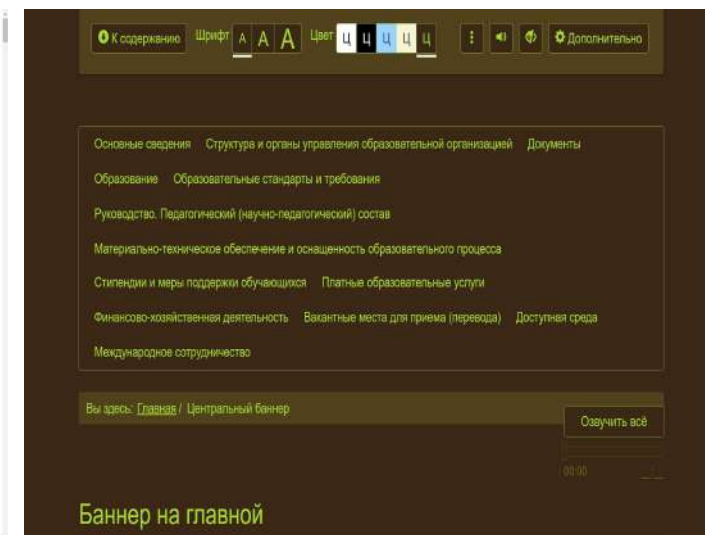 К содержанию Шрифт А А А Цвет Ц Ц Ц Ц Ц Дополнительно
Основные сведения Структура и органы управления образовательной организацией Документы
Образование Образовательные стандарты и требования
Руководство. Педагогический (научно-педагогический) состав
Материально-техническое обеспечение и оснащенность образовательного процесса
Стипендии и меры поддержки обучающихся Платные образовательные услуги
Финансово-хозяйственная деятельность Вакантные места для приема (перевода) Доступная среда
Международное сотрудничество
Вы здесь: Главная / Центральный баннер
Озвучить всё
00:00 __:__
Баннер на главной